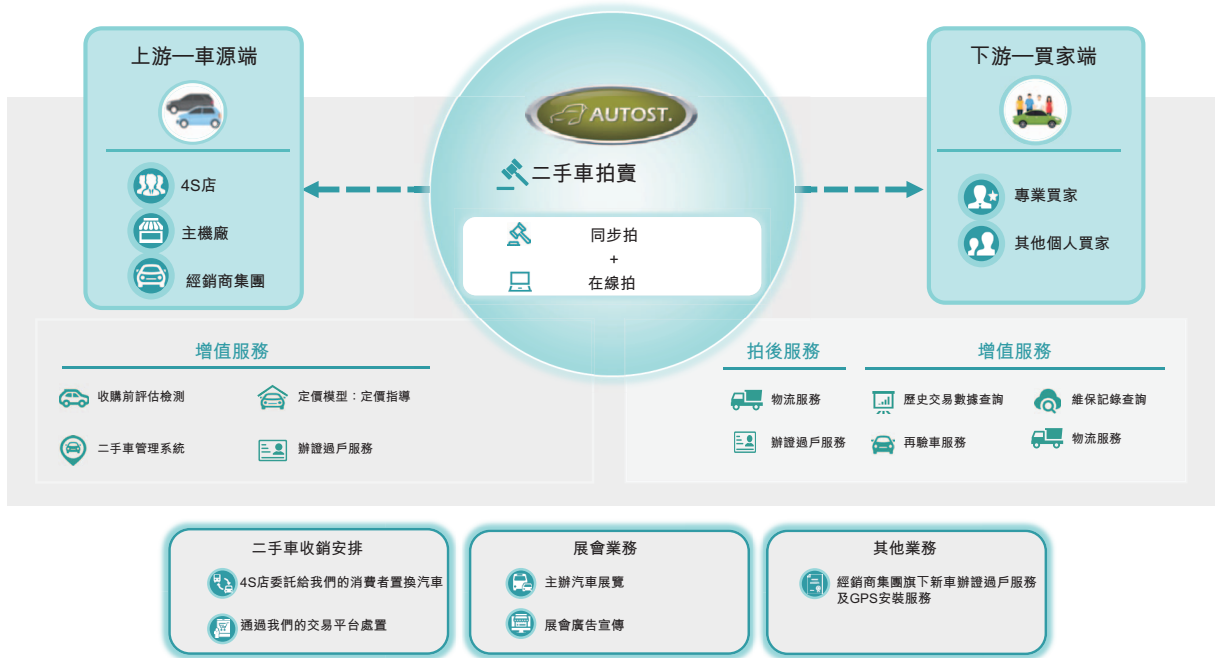 上游—車源端
4S店
主機廠
經銷商集團
AUTOST.
二手車拍賣
同步拍
+
在線拍
下游—買家端
專業買家
其他個人買家
增值服務
收購前評估檢測
定價模型：定價指導
二手車管理系統
辦證過戶服務
拍後服務
物流服務
辦證過戶服務
增值服務
歷史交易數據查詢
維保記錄查詢
再驗車服務
物流服務
二手車收銷安排
4S店委託給我們的消費者置換汽車
通過我們的交易平台處置
展會業務
主辦汽車展覽
展會廣告宣傳
其他業務
經銷商集團旗下新車辦證過戶服務
及GPS安裝服務